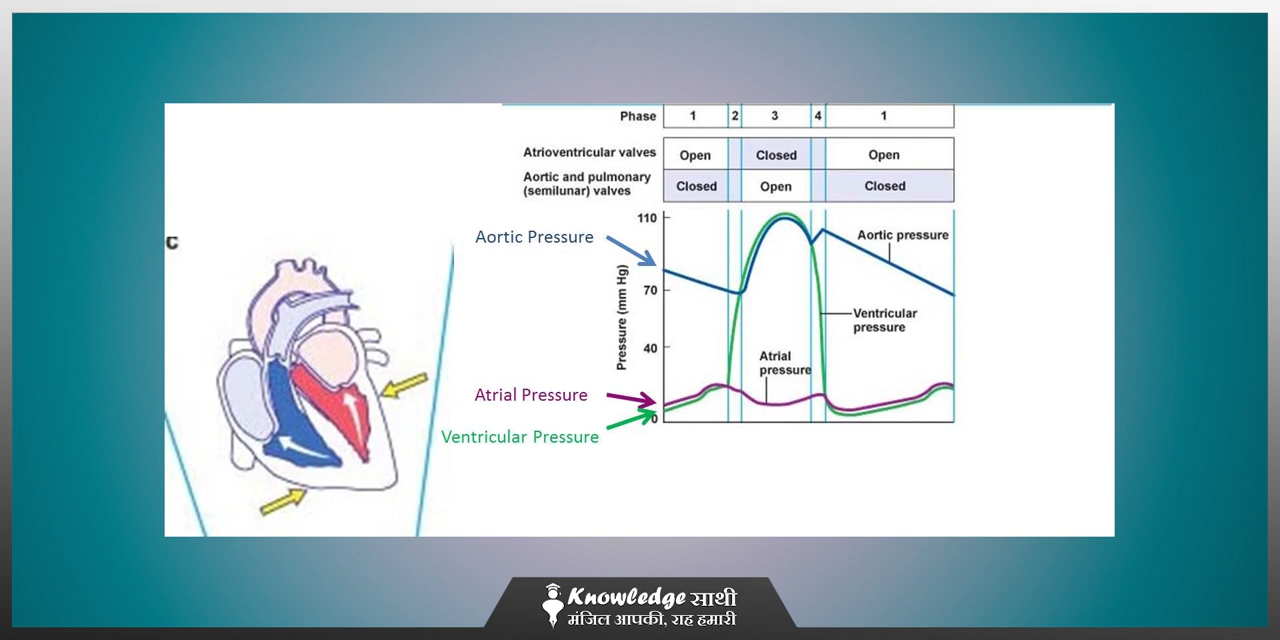 Phase 1 2 3 4 1
Atrioventricular valves Open Closed Open
Aortic and pulmonary
(semilunar) valves Closed Open Closed
C
110
Aortic Pressure
Aortic pressure
Pressure (mm Hg)
70
Ventricular
pressure
40
Atrial
pressure
Atrial Pressure
0
Ventricular Pressure
Knowledge साथी
मंजिल आपकी, राह हमारी